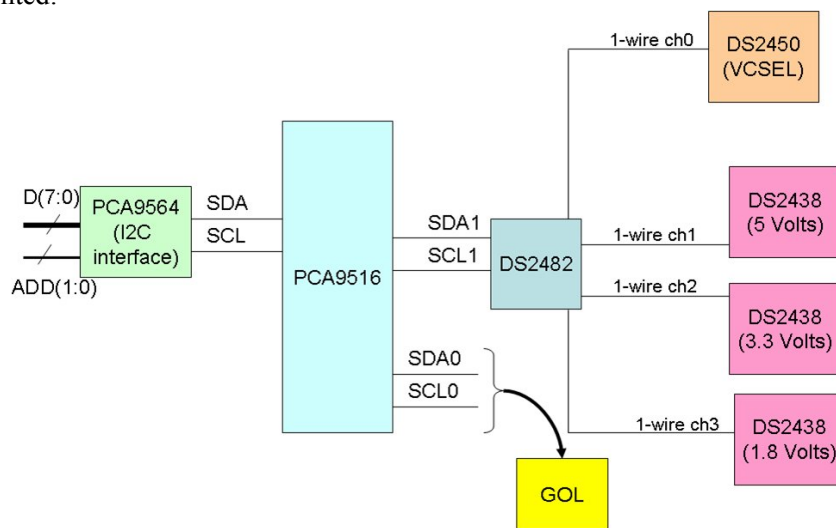 nted.
1-wire ch0
DS2450
(VCSEL)
D(7:0)
ADD(1:0)
PCA9564
(I2C
interface)
SDA
SCL
PCA9516
SDA1
SCL1
DS2482
1-wire ch1
DS2438
(5 Volts)
1-wire ch2
DS2438
(3.3 Volts)
SDA0
SCL0
1-wire ch3
DS2438
(1.8 Volts)
GOL